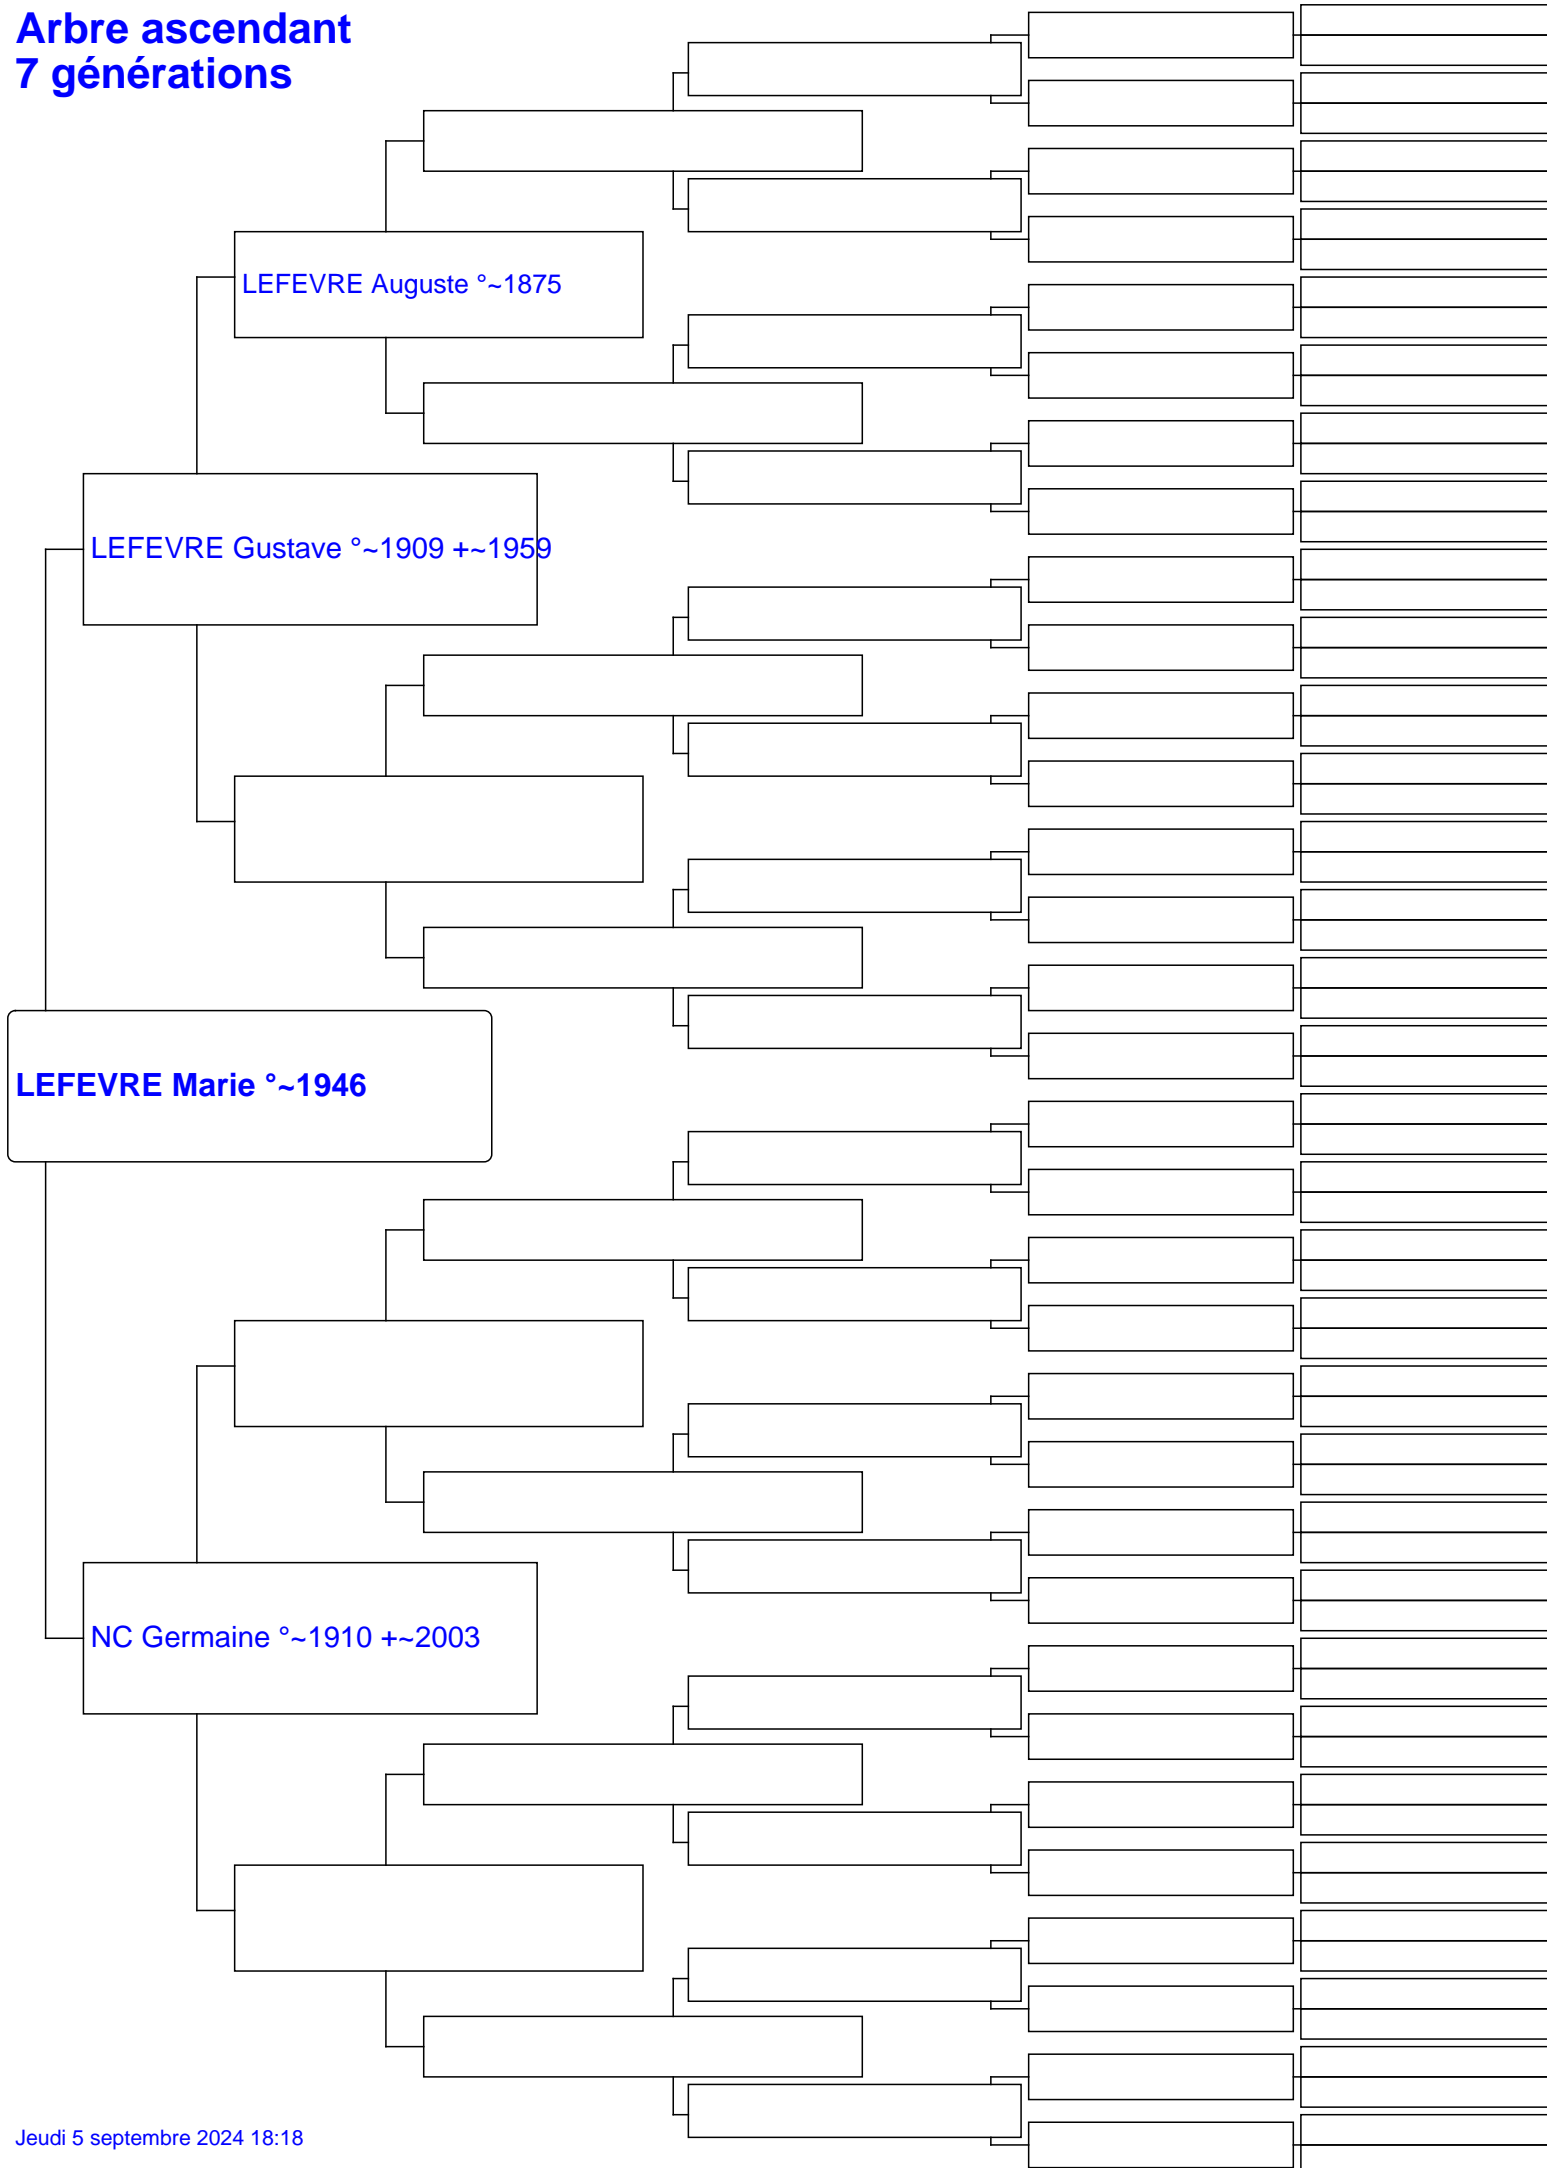 Arbre ascendant
7 générations
LEFEVRE Auguste °~1875
LEFEVRE Gustave °~1909 +~1959
LEFEVRE Marie °~1946
NC Germaine °~1910 +~2003
Jeudi 5 septembre 2024 18:18